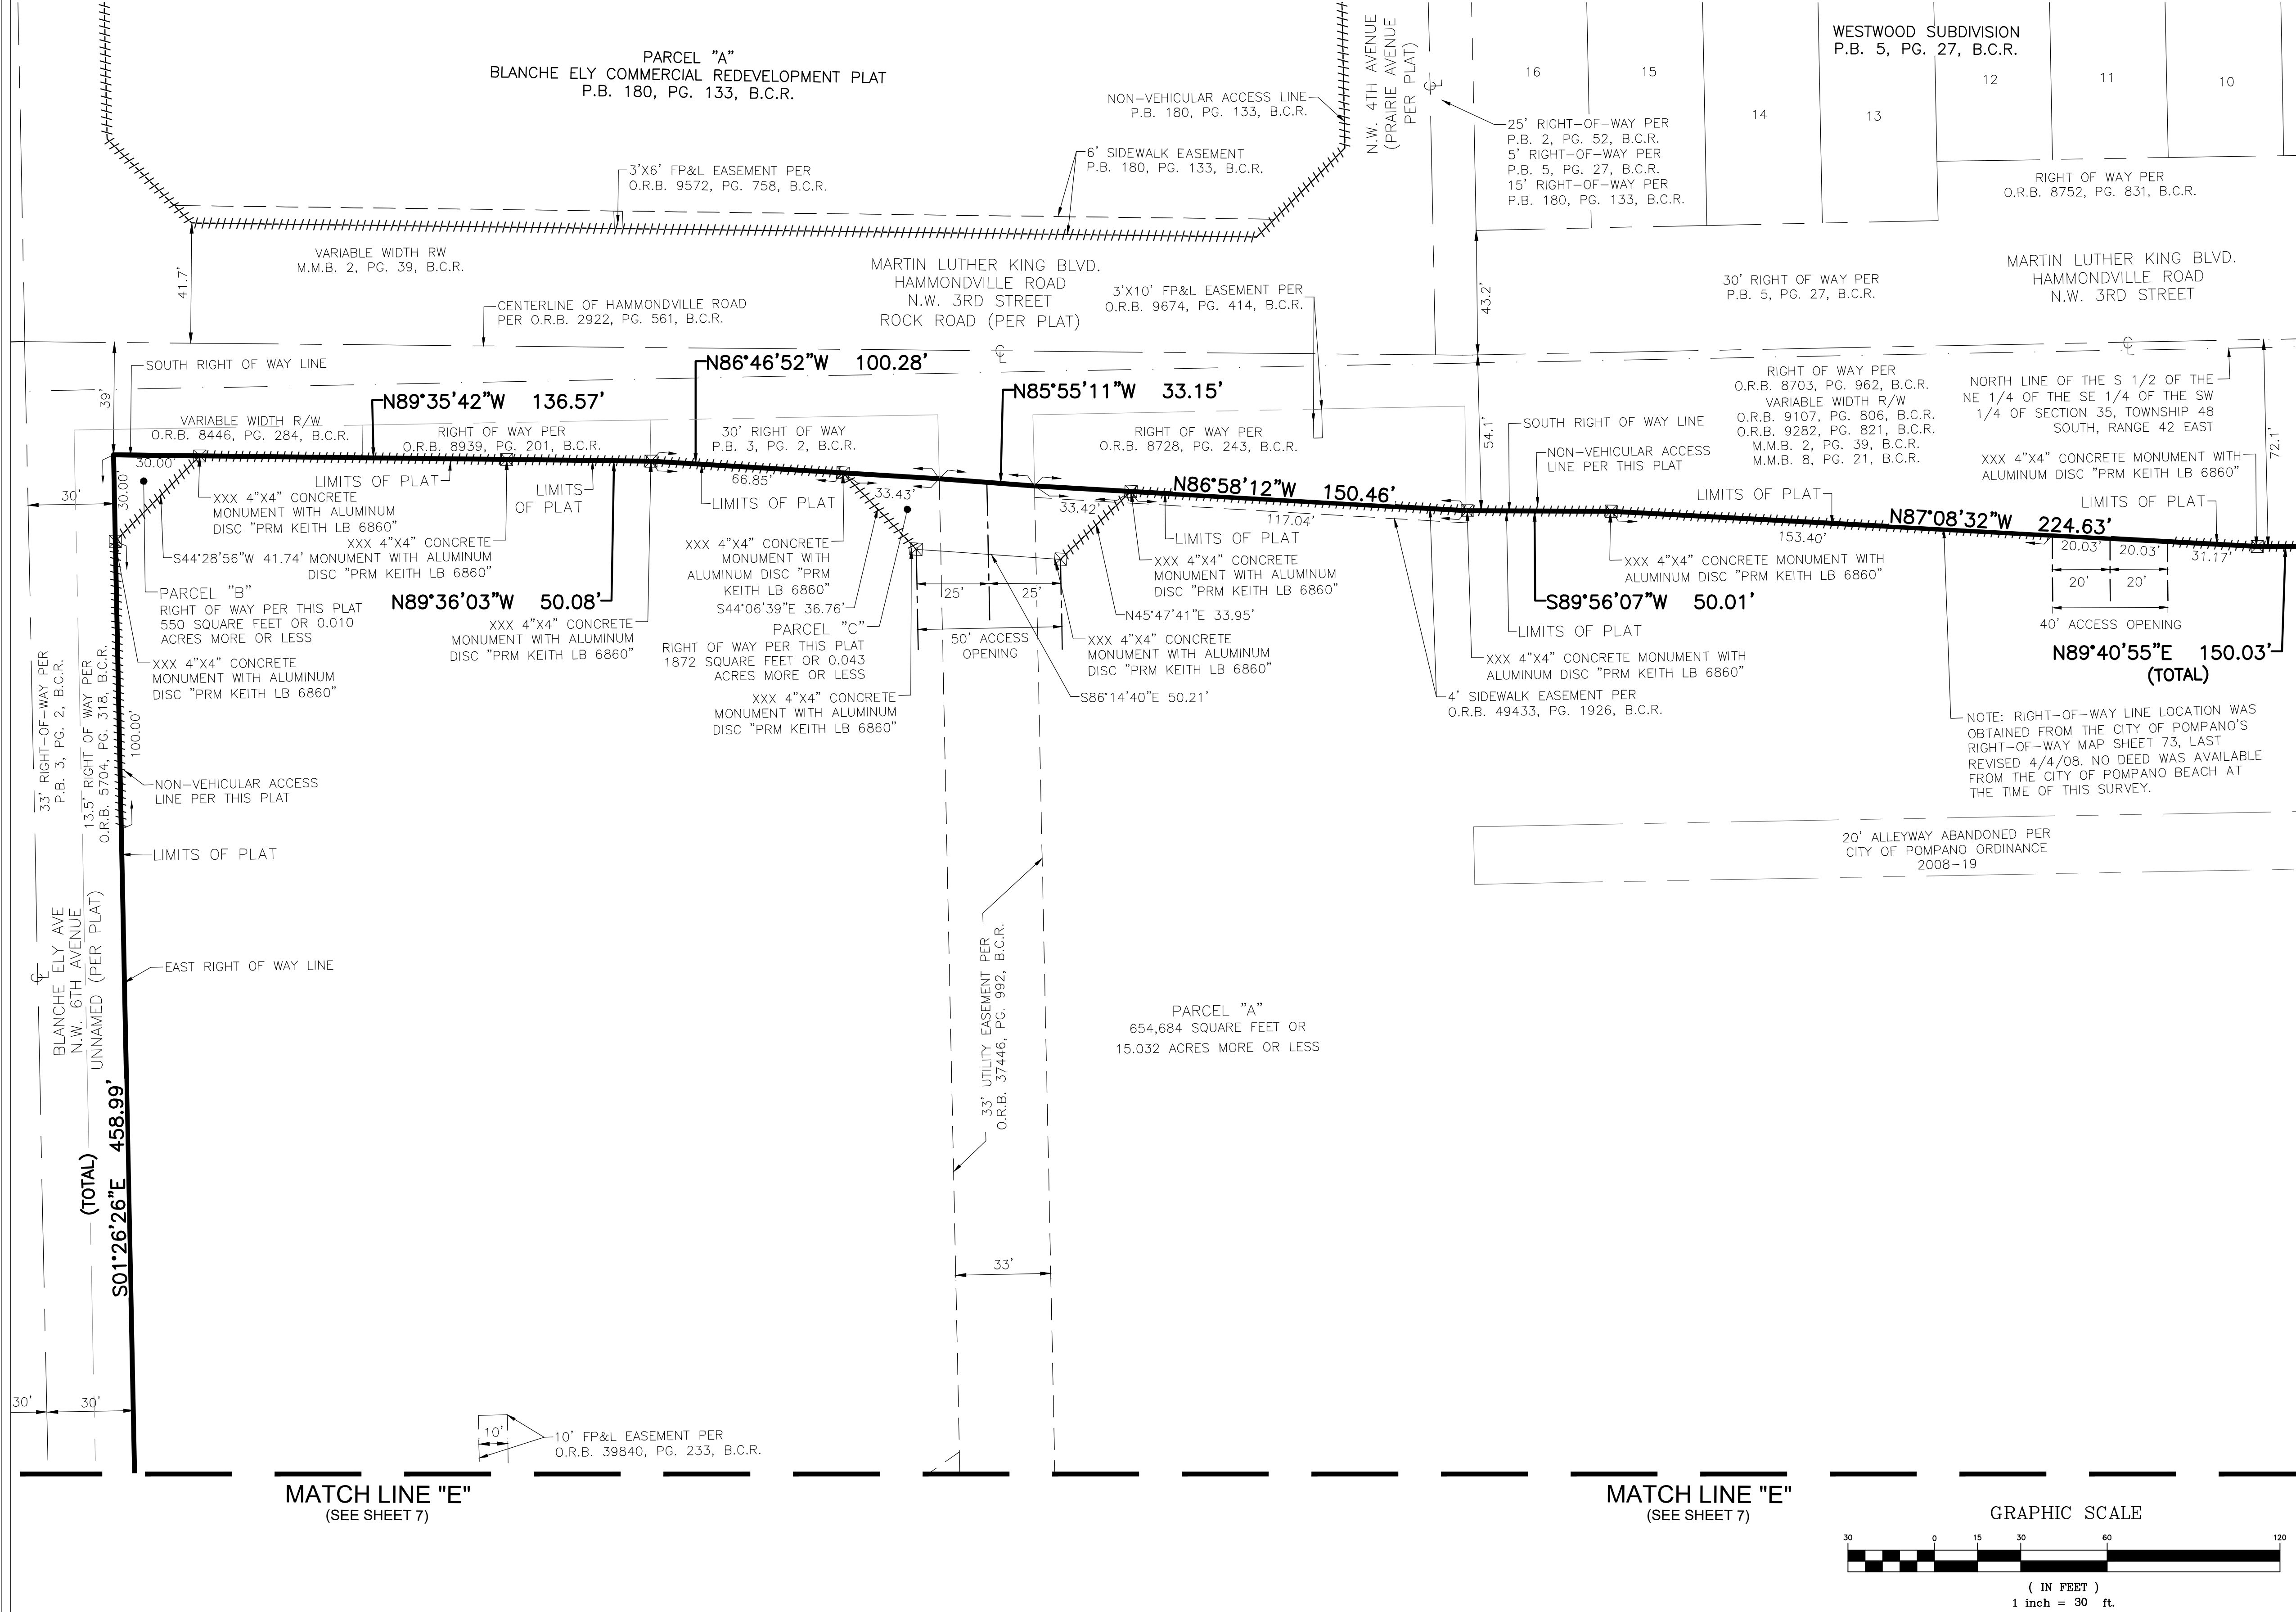 PARCEL "A"
BLANCHE ELY COMMERCIAL REDEVELOPMENT PLAT
P.B. 180, PG. 133, B.C.R.
NON-VEHICULAR ACCESS LINE
P.B. 180, PG. 133, B.C.R.
6' SIDEWALK EASEMENT
P.B. 180, PG. 133, B.C.R.
3'X6' FP&L EASEMENT PER
O.R.B. 9572, PG. 758, B.C.R.
N.W. 4TH AVENUE
(PRAIRIE AVENUE
PER PLAT)
WESTWOOD SUBDIVISION
P.B. 5, PG. 27, B.C.R.
16
15
14
13
12
11
10
25' RIGHT-OF-WAY PER
P.B. 2, PG. 52, B.C.R.
5' RIGHT-OF-WAY PER
P.B. 5, PG. 27, B.C.R.
15' RIGHT-OF-WAY PER
P.B. 180, PG. 133, B.C.R.
RIGHT OF WAY PER
O.R.B. 8752, PG. 831, B.C.R.
41.7'
VARIABLE WIDTH RW
M.M.B. 2, PG. 39, B.C.R.
CENTERLINE OF HAMMONDVILLE ROAD
PER O.R.B. 2922, PG. 561, B.C.R.
MARTIN LUTHER KING BLVD.
HAMMONDVILLE ROAD
N.W. 3RD STREET
ROCK ROAD (PER PLAT)
3'X10' FP&L EASEMENT PER
O.R.B. 9674, PG. 414, B.C.R.
43.2'
30' RIGHT OF WAY PER
P.B. 5, PG. 27, B.C.R.
MARTIN LUTHER KING BLVD.
HAMMONDVILLE ROAD
N.W. 3RD STREET
39'
SOUTH RIGHT OF WAY LINE
N89°35'42"W 136.57'
N86°46'52"W 100.28'
N85°55'11"W 33.15'
VARIABLE WIDTH R/W
O.R.B. 8446, PG. 284, B.C.R.
RIGHT OF WAY PER
O.R.B. 8939, PG. 201, B.C.R.
30' RIGHT OF WAY
P.B. 3, PG. 2, B.C.R.
RIGHT OF WAY PER
O.R.B. 8728, PG. 243, B.C.R.
54.1'
SOUTH RIGHT OF WAY LINE
NON-VEHICULAR ACCESS
LINE PER THIS PLAT
RIGHT OF WAY PER
O.R.B. 8703, PG. 962, B.C.R.
VARIABLE WIDTH R/W
O.R.B. 9107, PG. 806, B.C.R.
O.R.B. 9282, PG. 821, B.C.R.
M.M.B. 2, PG. 39, B.C.R.
M.M.B. 8, PG. 21, B.C.R.
NORTH LINE OF THE S 1/2 OF THE
NE 1/4 OF THE SE 1/4 OF THE SW
1/4 OF SECTION 35, TOWNSHIP 48
SOUTH, RANGE 42 EAST
XXX 4"X4" CONCRETE MONUMENT WITH
ALUMINUM DISC "PRM KEITH LB 6860"
72.1'
30.00'
30.00'
30'
XXX 4"X4" CONCRETE
MONUMENT WITH ALUMINUM
DISC "PRM KEITH LB 6860"
LIMITS OF PLAT
LIMITS
OF PLAT
66.85'
LIMITS OF PLAT
33.43'
33.42'
N86°58'12"W 150.46'
117.04'
LIMITS OF PLAT
LIMITS OF PLAT
N87°08'32"W 224.63'
153.40'
LIMITS OF PLAT
20.03'
20.03'
31.17'
20'
20'
40' ACCESS OPENING
XXX 4"X4" CONCRETE
MONUMENT WITH ALUMINUM
DISC "PRM KEITH LB 6860"
S44°28'56"W 41.74'
PARCEL "B"
RIGHT OF WAY PER THIS PLAT
550 SQUARE FEET OR 0.010
ACRES MORE OR LESS
N89°36'03"W 50.08'
XXX 4"X4" CONCRETE
MONUMENT WITH ALUMINUM
DISC "PRM KEITH LB 6860"
XXX 4"X4" CONCRETE
MONUMENT WITH
ALUMINUM DISC "PRM
KEITH LB 6860"
S44°06'39"E 36.76'
PARCEL "C"
RIGHT OF WAY PER THIS PLAT
1872 SQUARE FEET OR 0.043
ACRES MORE OR LESS
XXX 4"X4" CONCRETE
MONUMENT WITH ALUMINUM
DISC "PRM KEITH LB 6860"
25'
25'
50' ACCESS
OPENING
XXX 4"X4" CONCRETE
MONUMENT WITH ALUMINUM
DISC "PRM KEITH LB 6860"
N45°47'41"E 33.95'
XXX 4"X4" CONCRETE
MONUMENT WITH ALUMINUM
DISC "PRM KEITH LB 6860"
S86°14'40"E 50.21'
XXX 4"X4" CONCRETE MONUMENT WITH
ALUMINUM DISC "PRM KEITH LB 6860"
S89°56'07"W 50.01'
LIMITS OF PLAT
XXX 4"X4" CONCRETE MONUMENT WITH
ALUMINUM DISC "PRM KEITH LB 6860"
4' SIDEWALK EASEMENT PER
O.R.B. 49433, PG. 1926, B.C.R.
N89°40'55"E 150.03'
(TOTAL)
NOTE: RIGHT-OF-WAY LINE LOCATION WAS
OBTAINED FROM THE CITY OF POMPANO'S
RIGHT-OF-WAY MAP SHEET 73, LAST
REVISED 4/4/08. NO DEED WAS AVAILABLE
FROM THE CITY OF POMPANO BEACH AT
THE TIME OF THIS SURVEY.
XXX 4"X4" CONCRETE
MONUMENT WITH ALUMINUM
DISC "PRM KEITH LB 6860"
33' RIGHT-OF-WAY PER
P.B. 3, PG. 2, B.C.R.
13.5' RIGHT OF WAY PER
O.R.B. 5704, PG. 318, B.C.R.
100.00'
NON-VEHICULAR ACCESS
LINE PER THIS PLAT
LIMITS OF PLAT
20' ALLEYWAY ABANDONED PER
CITY OF POMPANO ORDINANCE
2008-19
BLANCHE ELY AVE
N.W. 6TH AVENUE
UNNAMED (PER PLAT)
EAST RIGHT OF WAY LINE
33' UTILITY EASEMENT PER
O.R.B. 37446, PG. 992, B.C.R.
PARCEL "A"
654,684 SQUARE FEET OR
15.032 ACRES MORE OR LESS
S01°26'26"E 458.99'
(TOTAL)
33'
30'
30'
10'
10' FP&L EASEMENT PER
O.R.B. 39840, PG. 233, B.C.R.
MATCH LINE "E"
(SEE SHEET 7)
MATCH LINE "E"
(SEE SHEET 7)
GRAPHIC SCALE
30 0 15 30 60 120
( IN FEET )
1 inch = 30 ft.